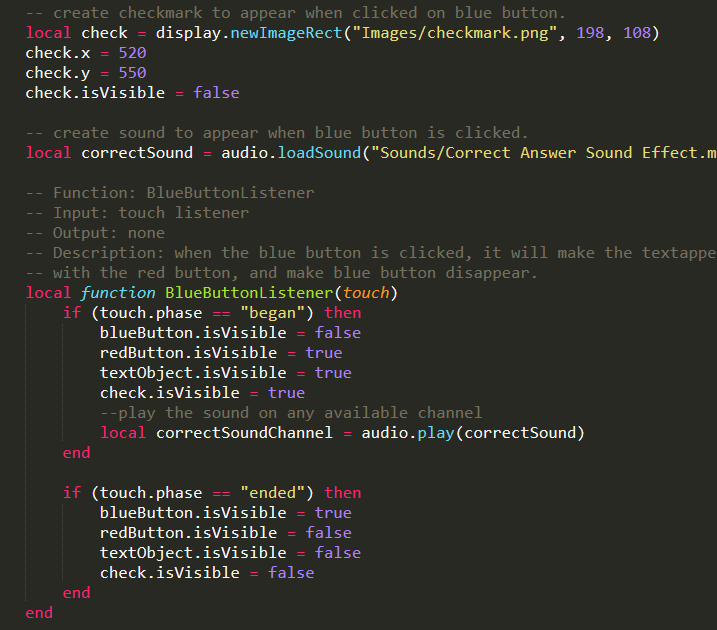 -- create checkmark to appear when clicked on blue button.
local check = display.newImageRect("Images/checkmark.png", 198, 108)
check.x = 520
check.y = 550
check.isVisible = false
-- create sound to appear when blue button is clicked.
local correctSound = audio.loadSound("Sounds/Correct Answer Sound Effect.m
-- Function: BlueButtonListener
-- Input: touch listener
-- Output: none
-- Description: when the blue button is clicked, it will make the textappe
-- with the red button, and make blue button disappear.
local function BlueButtonListener(touch)
if (touch.phase == "began") then
blueButton.isVisible = false
redButton.isVisible = true
textObject.isVisible = true
check.isVisible = true
--play the sound on any available channel
local correctSoundChannel = audio.play(correctSound)
end
if (touch.phase == "ended") then
blueButton.isVisible = true
redButton.isVisible = false
textObject.isVisible = false
check.isVisible = false
end
end